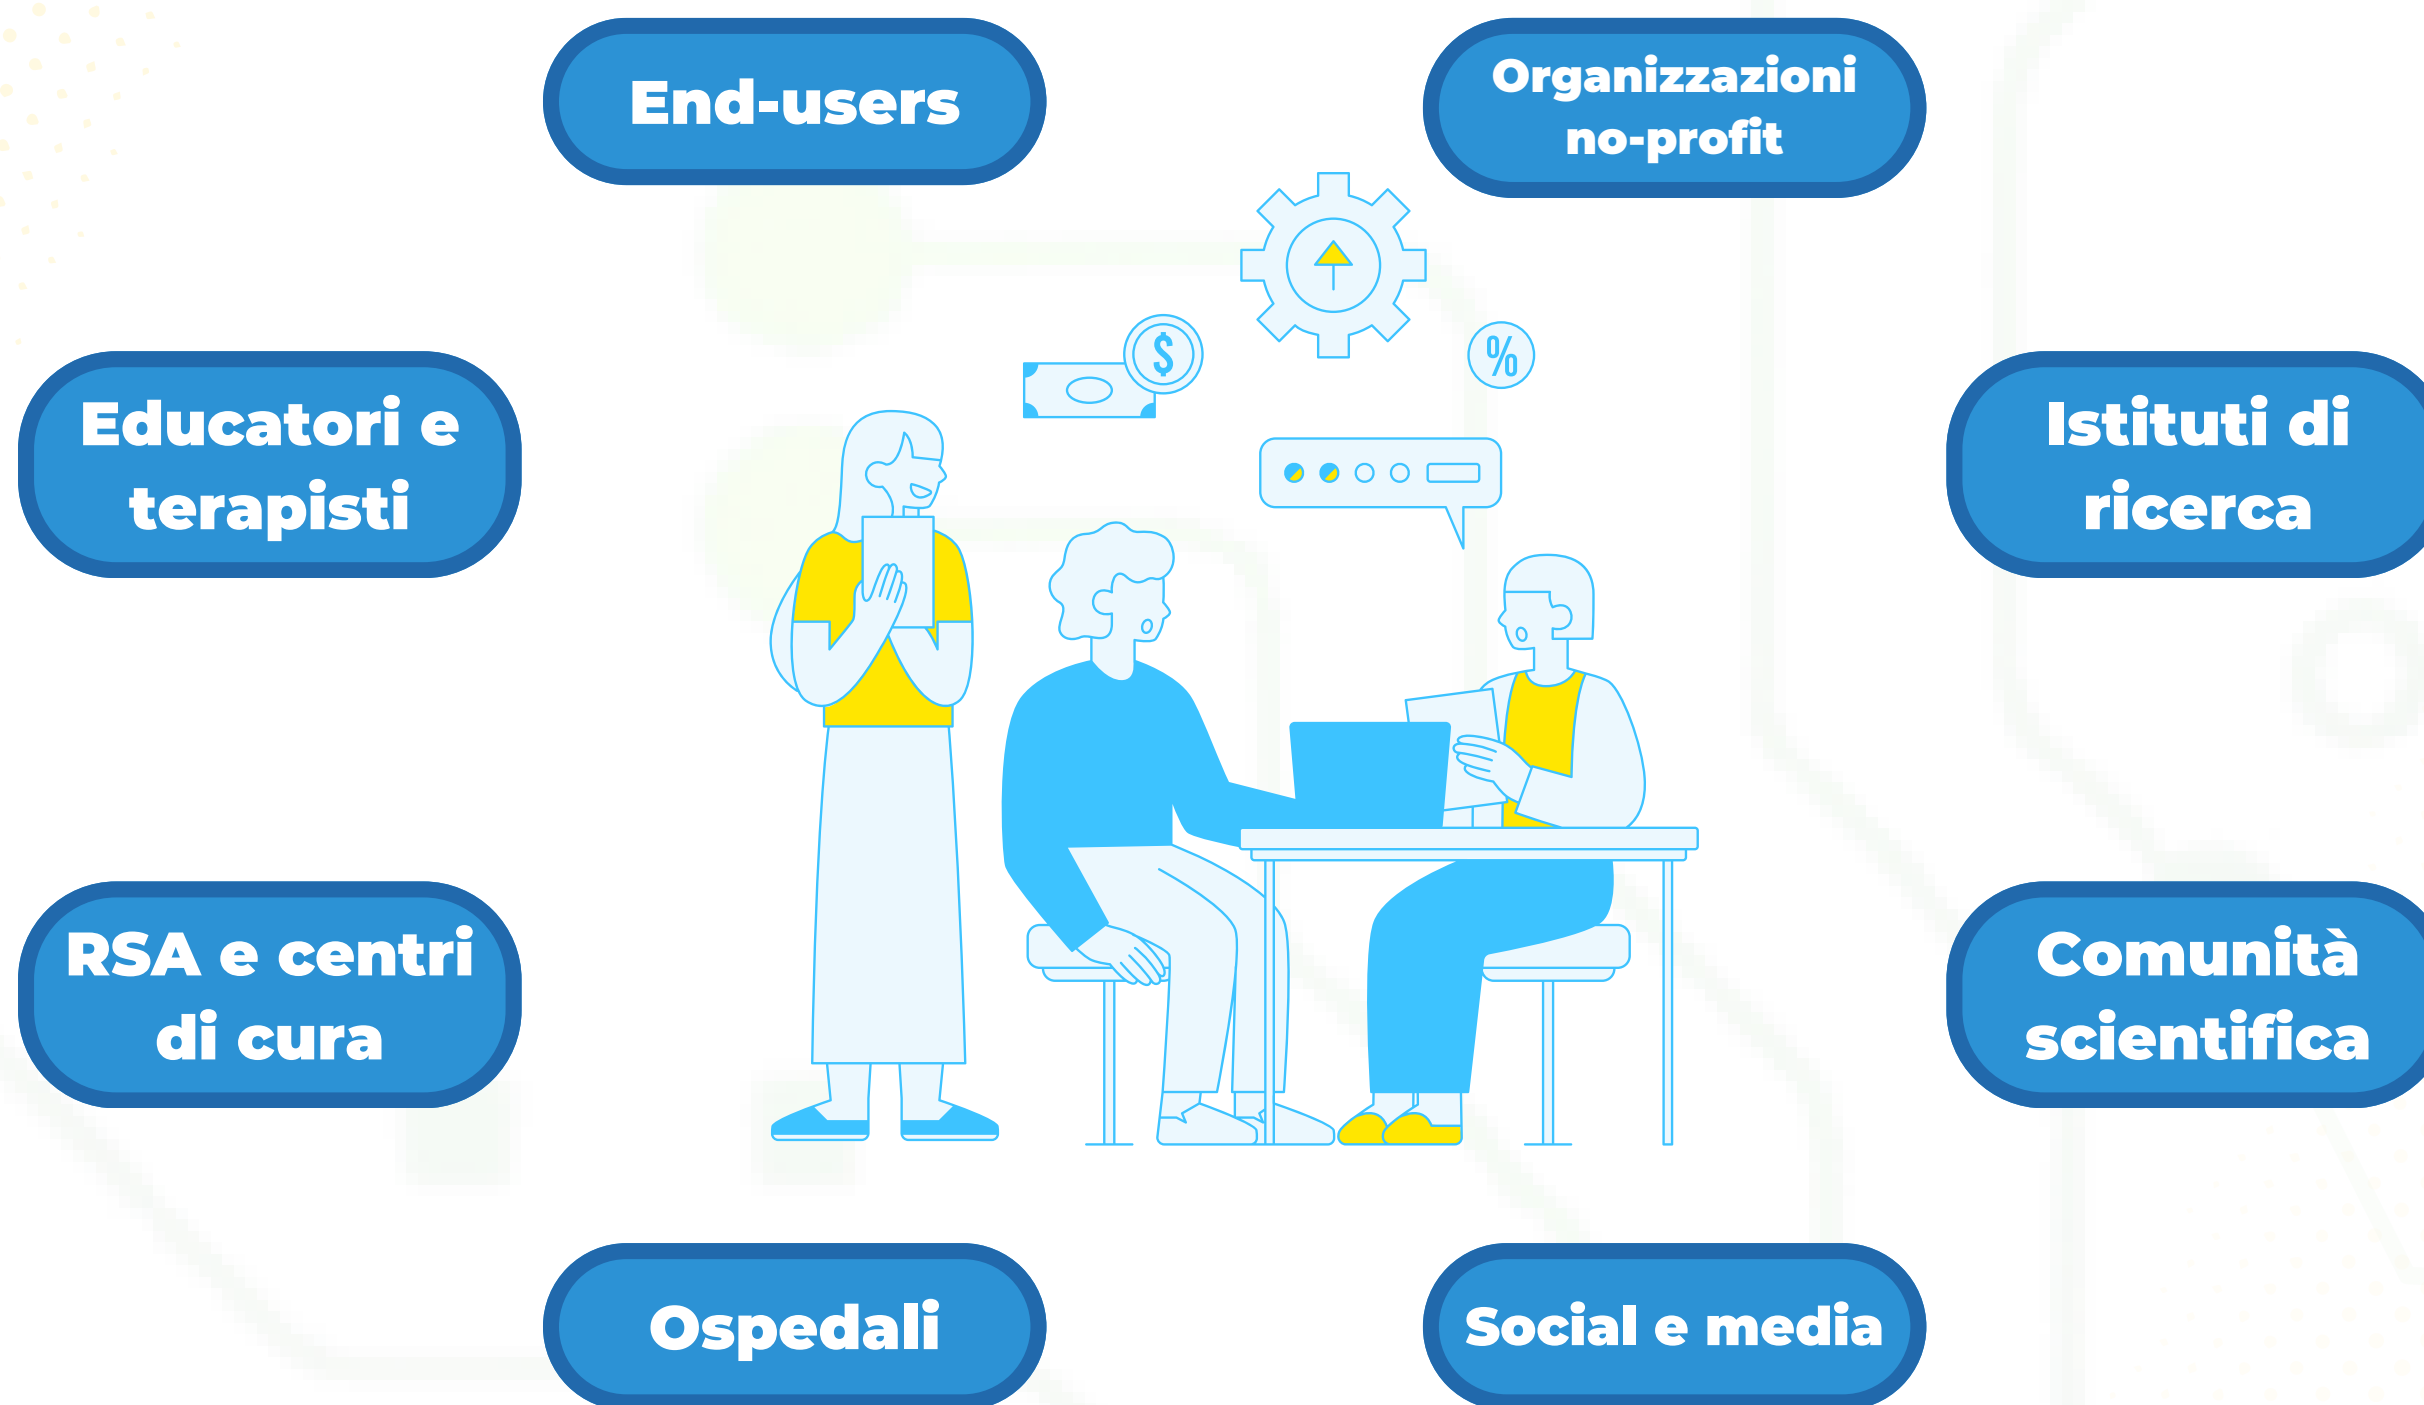 End-users
Organizzazioni
no-profit
$
%
Educatori e
terapisti
Istituti di
ricerca
RSA e centri
di cura
Comunità
scientifica
Ospedali
Social e media